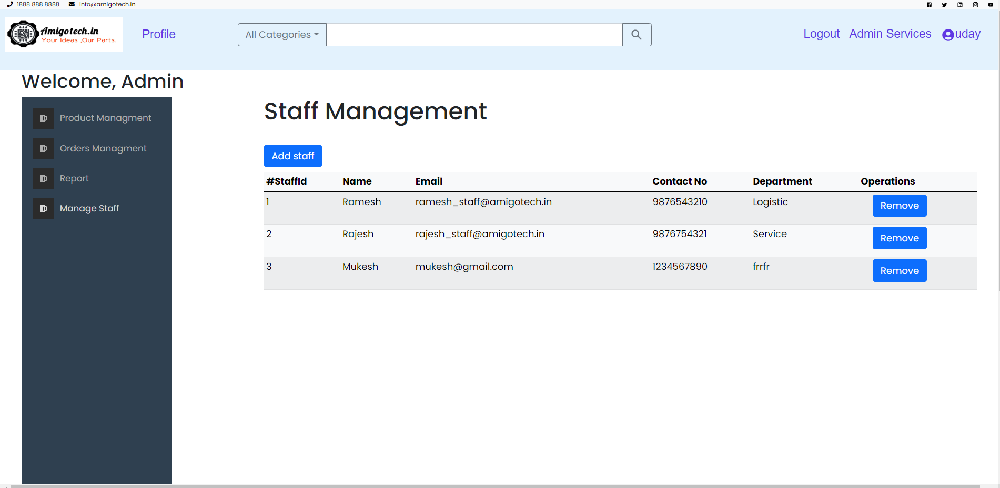 1888 888 8888 info@amigotech.in
Amigotech.in
Your Ideas ,Our Parts.
Profile
All Categories
Logout Admin Services uday
Welcome, Admin
Product Managment
Orders Managment
Report
Manage Staff
Staff Management
Add staff
#StaffId Name Email Contact No Department Operations
1 Ramesh ramesh_staff@amigotech.in 9876543210 Logistic Remove
2 Rajesh rajesh_staff@amigotech.in 9876754321 Service Remove
3 Mukesh mukesh@gmail.com 1234567890 frrfr Remove